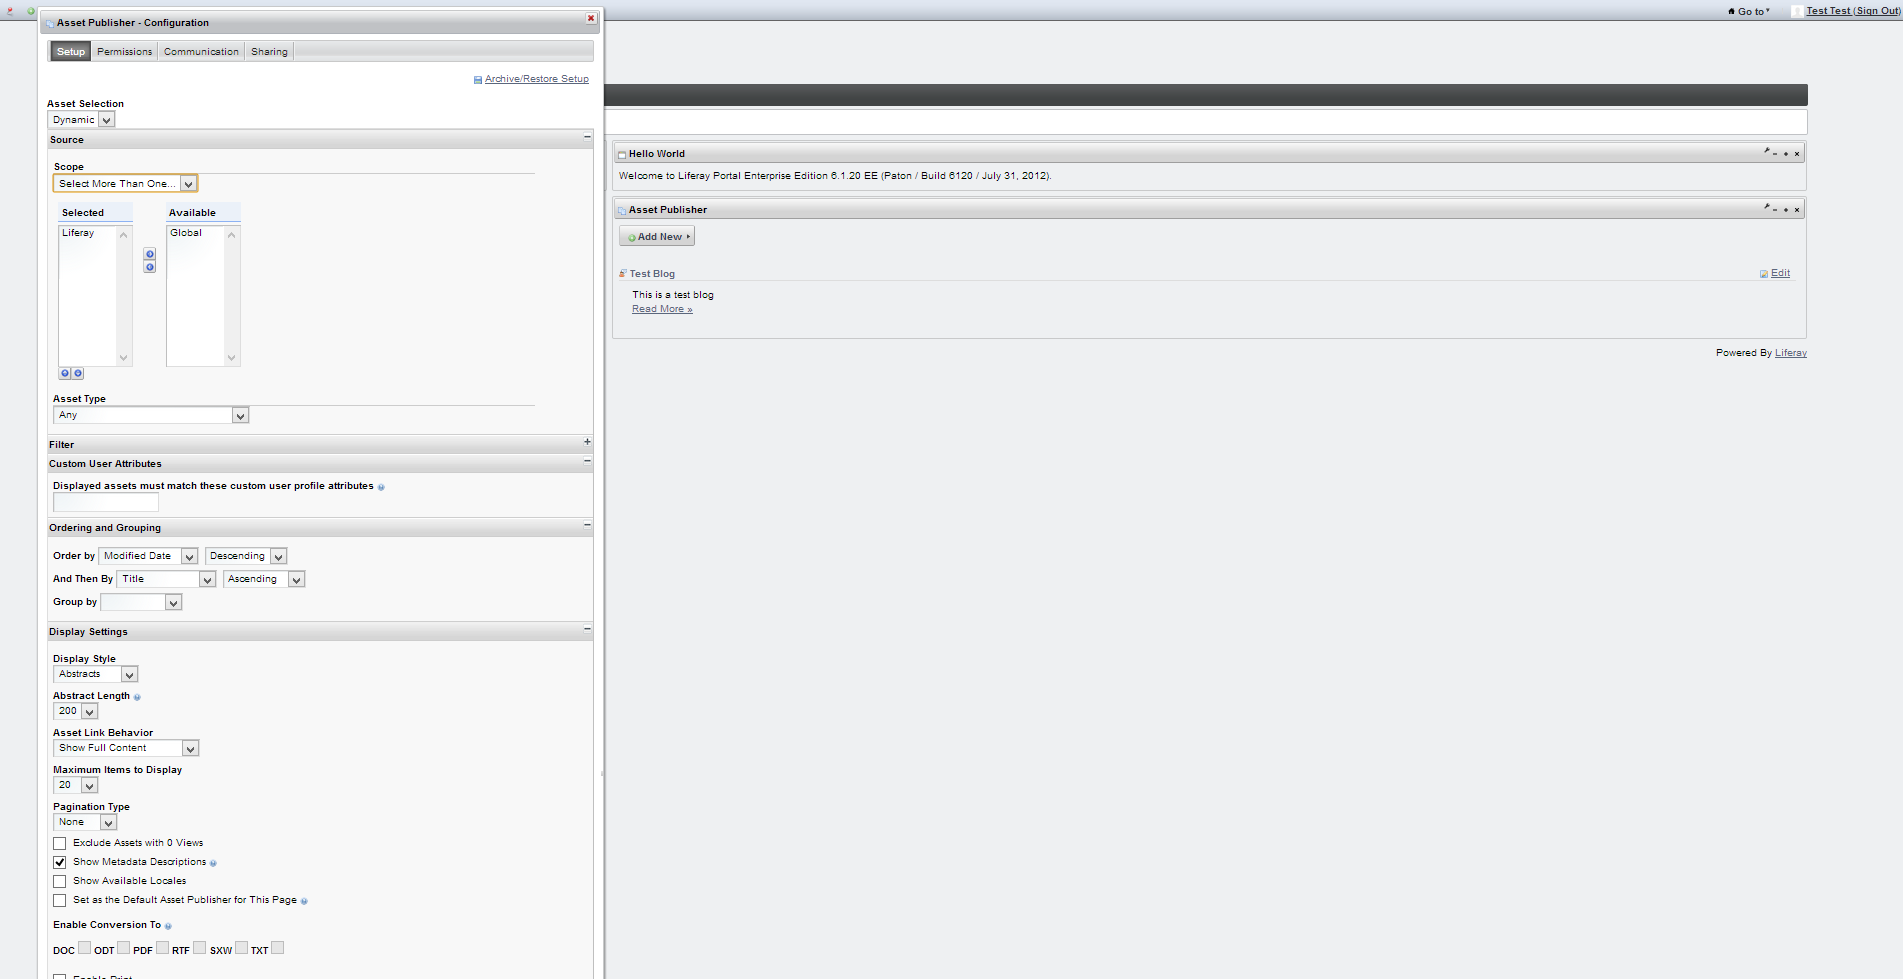 Asset Publisher - Configuration
Go to
Test Test (Sign Out)
Setup
Permissions
Communication
Sharing
Archive/Restore Setup
Asset Selection
Dynamic
Source
Scope
Select More Than One...
Selected
Available
Liferay
Global
Asset Type
Any
Filter
Custom User Attributes
Displayed assets must match these custom user profile attributes
Ordering and Grouping
Order by Modified Date Descending
And Then By Title Ascending
Group by
Display Settings
Display Style
Abstracts
Abstract Length
200
Asset Link Behavior
Show Full Content
Maximum Items to Display
20
Pagination Type
None
Exclude Assets with 0 Views
Show Metadata Descriptions
Show Available Locales
Set as the Default Asset Publisher for This Page
Enable Conversion To
DOC ODT PDF RTF SXW TXT
Enable Print
Hello World
Welcome to Liferay Portal Enterprise Edition 6.1.20 EE (Paton / Build 6120 / July 31, 2012).
Asset Publisher
Add New
Test Blog
Edit
This is a test blog
Read More »
Powered By Liferay